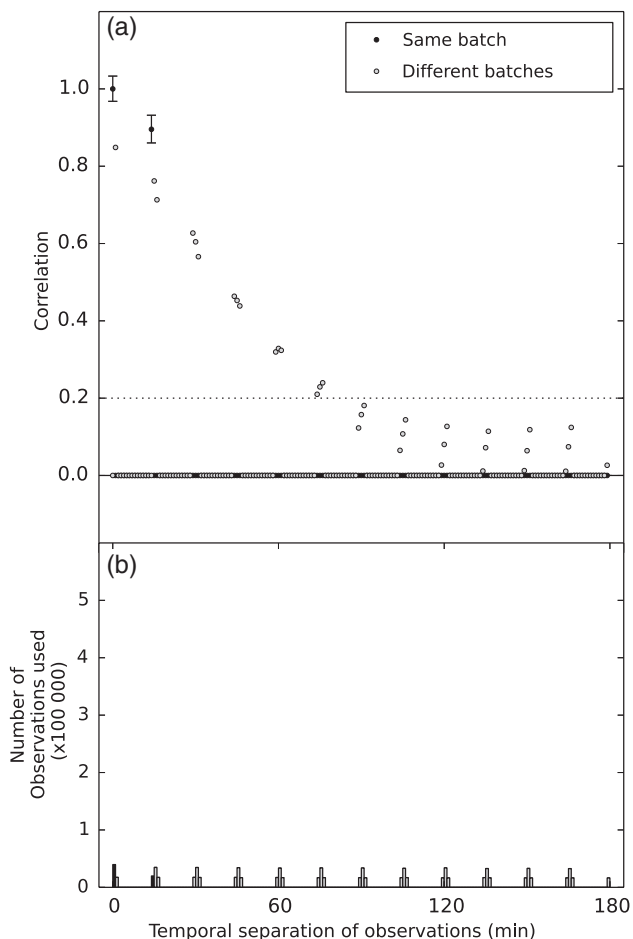 (a)
Same batch
Different batches
1.0
0.8
0.6
0.4
0.2
0.0
Correlation
(b)
5
4
3
2
1
0
Number of
Observations used
(x100 000)
0
60
120
180
Temporal separation of observations (min)